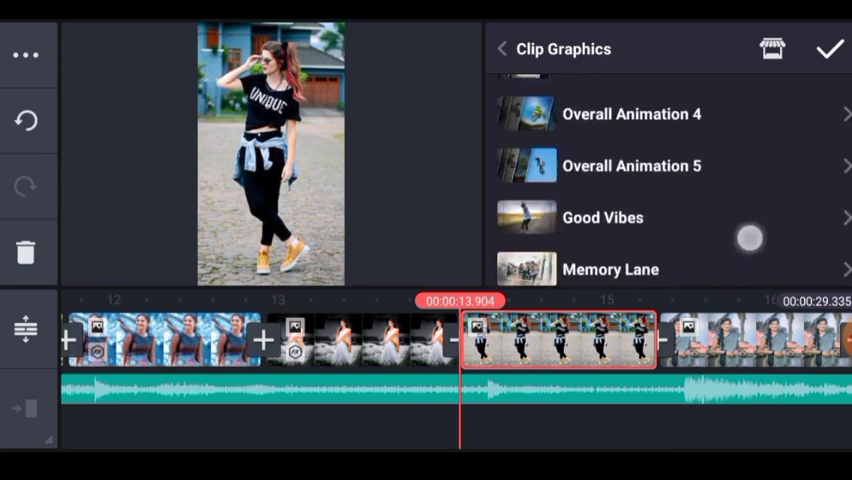 Clip Graphics
UNIQUE
Overall Animation 4
Overall Animation 5
Good Vibes
Memory Lane
12
13
00:00:13.904
15
16
00:00:29.335